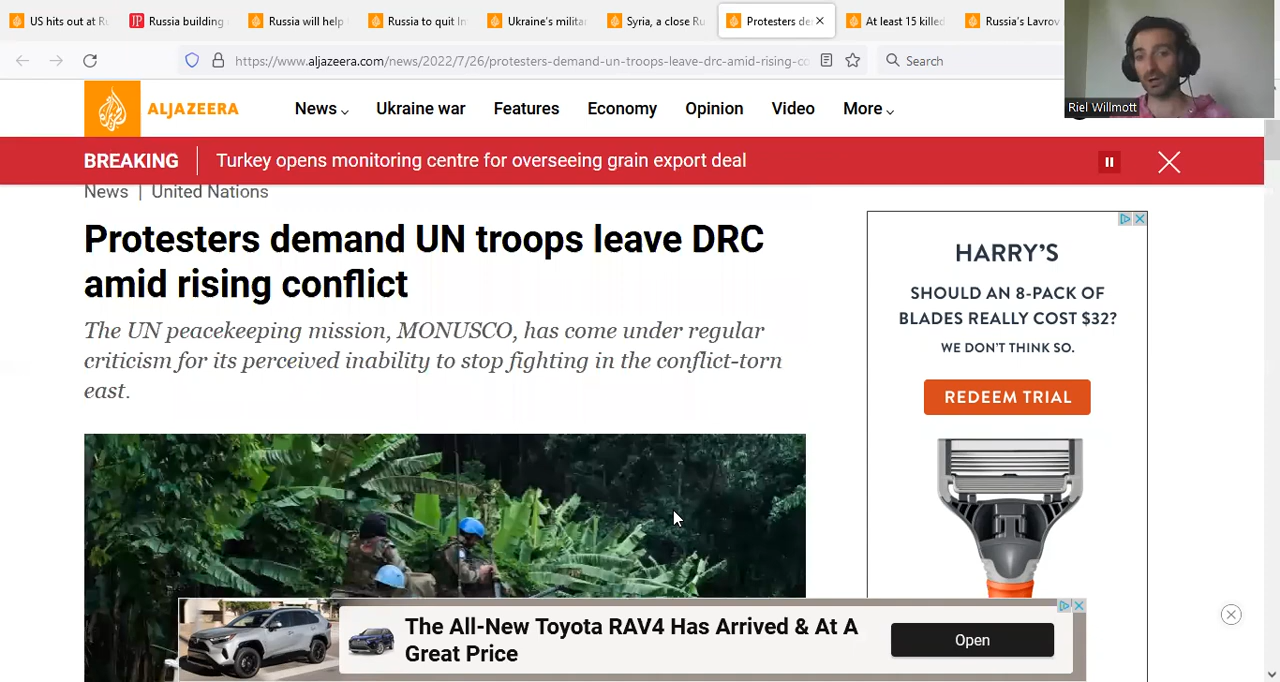 US hits out at Ru
Russia building
Russia will help
Russia to quit In
Ukraine's militar
Syria, a close Ru
Protesters de
At least 15 killed
Russia's Lavrov
https://www.aljazeera.com/news/2022/7/26/protesters-demand-un-troops-leave-drc-amid-rising-co
Search
Riel Willmott
ALJAZEERA
News
Ukraine war
Features
Economy
Opinion
Video
More
BREAKING
Turkey opens monitoring centre for overseeing grain export deal
News | United Nations
Protesters demand UN troops leave DRC
amid rising conflict
The UN peacekeeping mission, MONUSCO, has come under regular
criticism for its perceived inability to stop fighting in the conflict-torn
east.
HARRY'S
SHOULD AN 8-PACK OF
BLADES REALLY COST $32?
WE DON'T THINK SO.
REDEEM TRIAL
The All-New Toyota RAV4 Has Arrived & At A
Great Price
Open